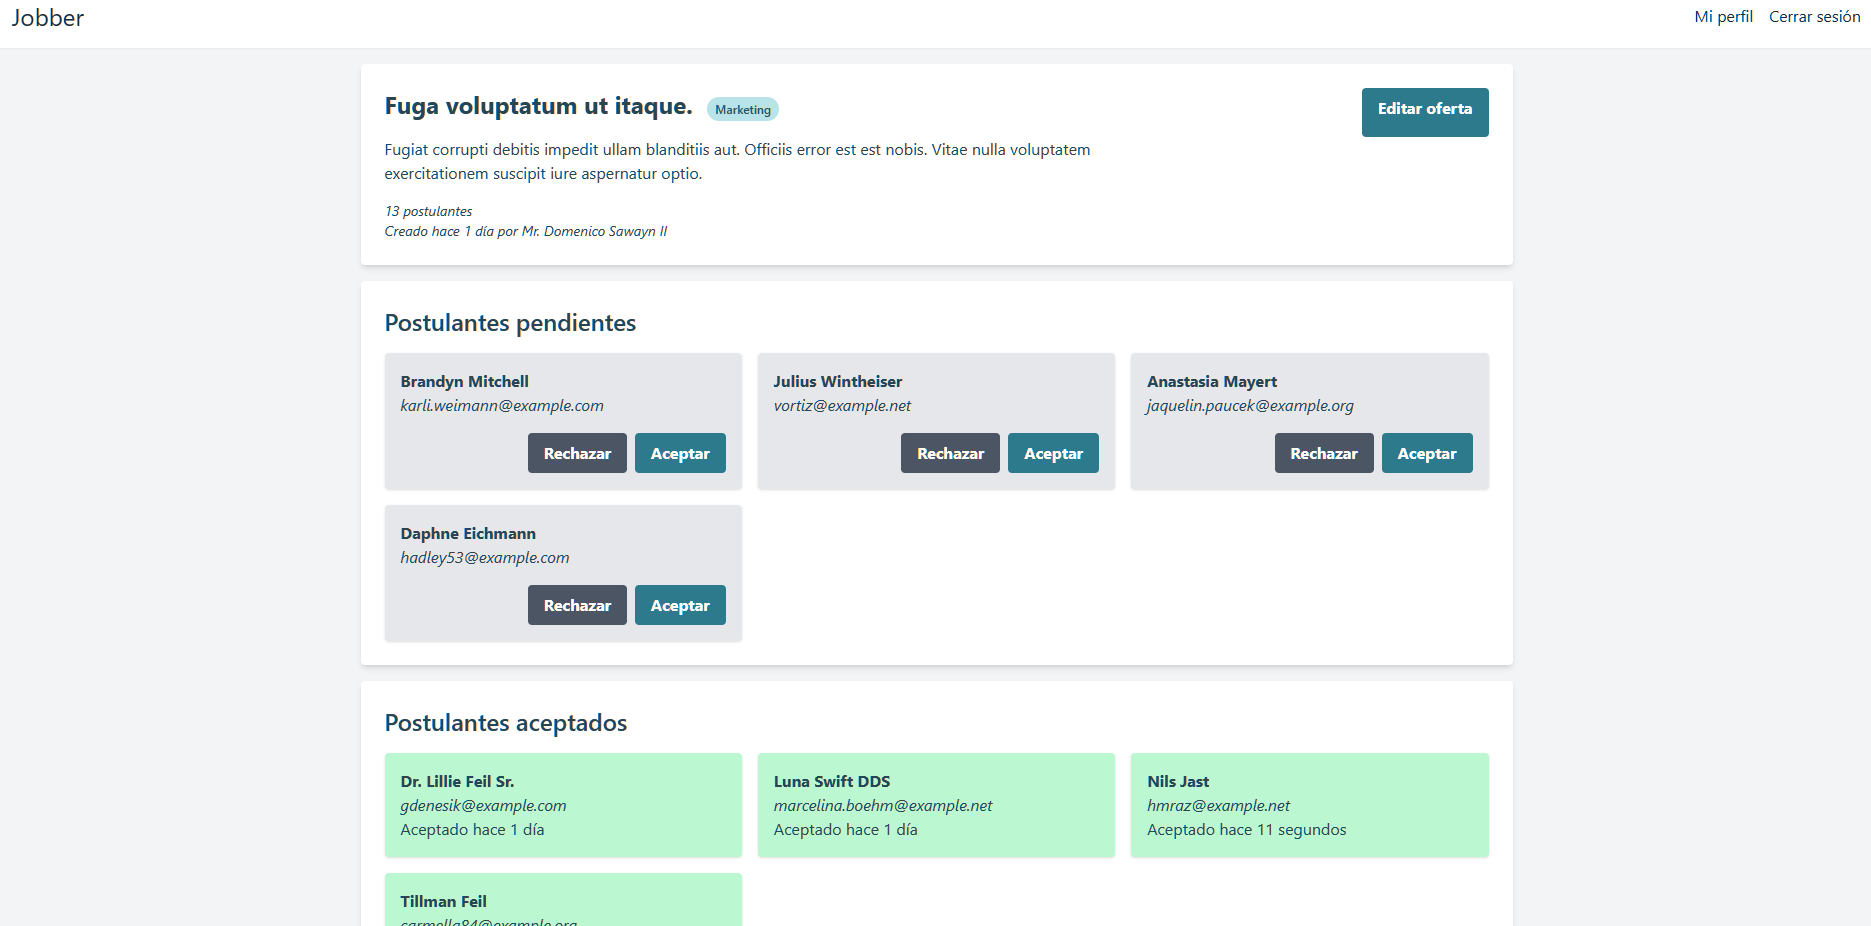 Jobber
Mi perfil Cerrar sesión
Fuga voluptatum ut itaque. Marketing
Editar oferta
Fugiat corrupti debitis impedit ullam blanditiis aut. Officiis error est est nobis. Vitae nulla voluptatem
exercitationem suscipit iure aspernatur optio.
13 postulantes
Creado hace 1 día por Mr. Domenico Sawayn II
Postulantes pendientes
Brandyn Mitchell
karli.weimann@example.com
Rechazar Aceptar
Julius Wintheiser
vortiz@example.net
Rechazar Aceptar
Anastasia Mayert
jaquelin.paucek@example.org
Rechazar Aceptar
Daphne Eichmann
hadley53@example.com
Rechazar Aceptar
Postulantes aceptados
Dr. Lillie Feil Sr.
gdenesik@example.com
Aceptado hace 1 día
Luna Swift DDS
marcelina.boehm@example.net
Aceptado hace 1 día
Nils Jast
hmraz@example.net
Aceptado hace 11 segundos
Tillman Feil
carmella84@example.org